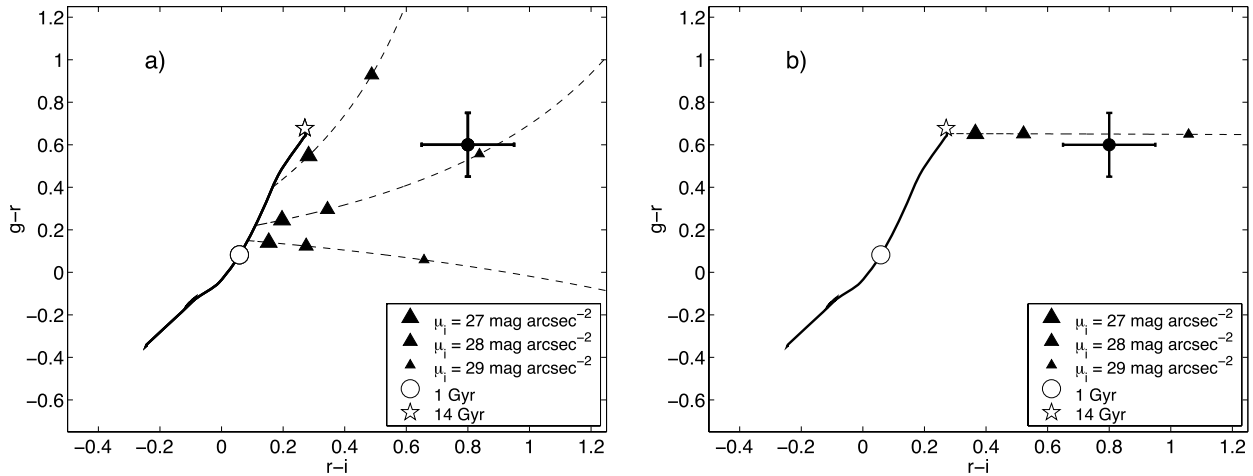 a)
g−r
1.2
1
0.8
0.6
0.4
0.2
0
−0.2
−0.4
−0.6
−0.4 −0.2 0 0.2 0.4 0.6 0.8 1 1.2
r−i
μi = 27 mag arcsec−2
μi = 28 mag arcsec−2
μi = 29 mag arcsec−2
1 Gyr
14 Gyr
b)
g−r
1.2
1
0.8
0.6
0.4
0.2
0
−0.2
−0.4
−0.6
−0.4 −0.2 0 0.2 0.4 0.6 0.8 1 1.2
r−i
μi = 27 mag arcsec−2
μi = 28 mag arcsec−2
μi = 29 mag arcsec−2
1 Gyr
14 Gyr